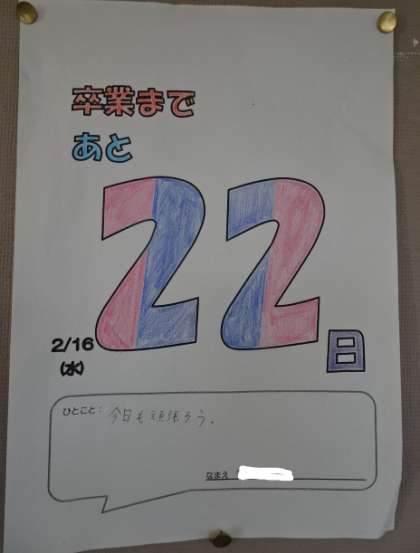 卒業まで
あと
22
日
2/16
(水)
ひとこと: 今日も頑張ろう.
なまえ